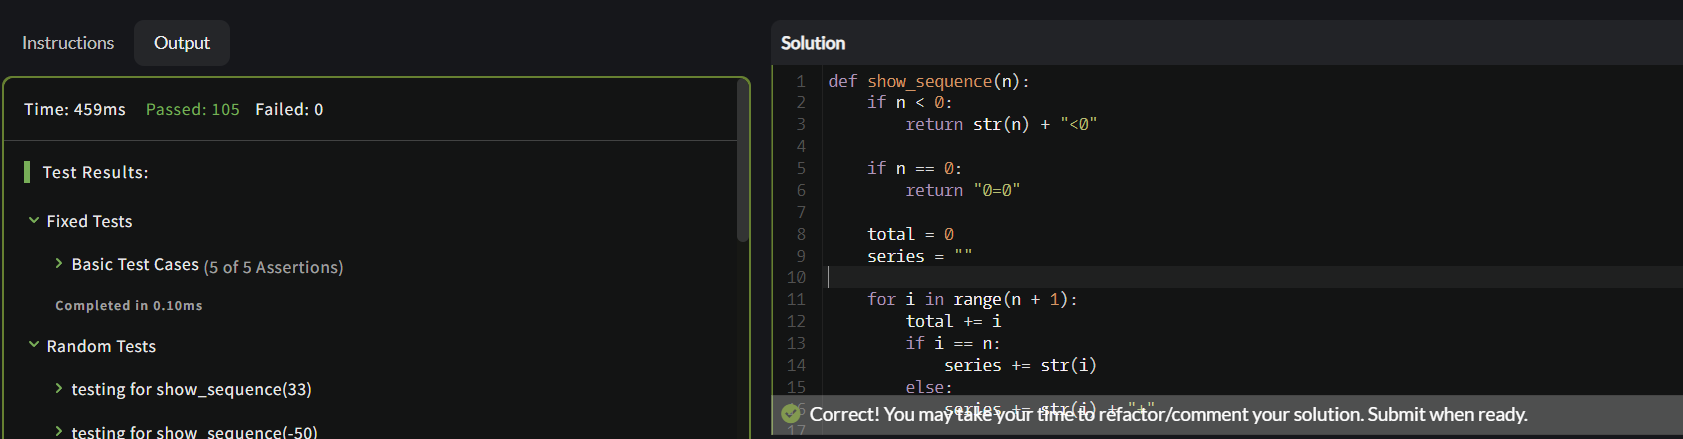 Instructions
Output
Time: 459ms Passed: 105 Failed: 0
Test Results:
Fixed Tests
Basic Test Cases (5 of 5 Assertions)
Completed in 0.10ms
Random Tests
testing for show_sequence(33)
testing for show_sequence(-50)
Solution
1 def show_sequence(n):
2     if n < 0:
3         return str(n) + "<0"
4
5     if n == 0:
6         return "0=0"
7
8     total = 0
9     series = ""
10
11     for i in range(n + 1):
12         total += i
13         if i == n:
14             series += str(i)
15         else:
16             series += str(i) + "+"
17
Correct! You may take your time to refactor/comment your solution. Submit when ready.